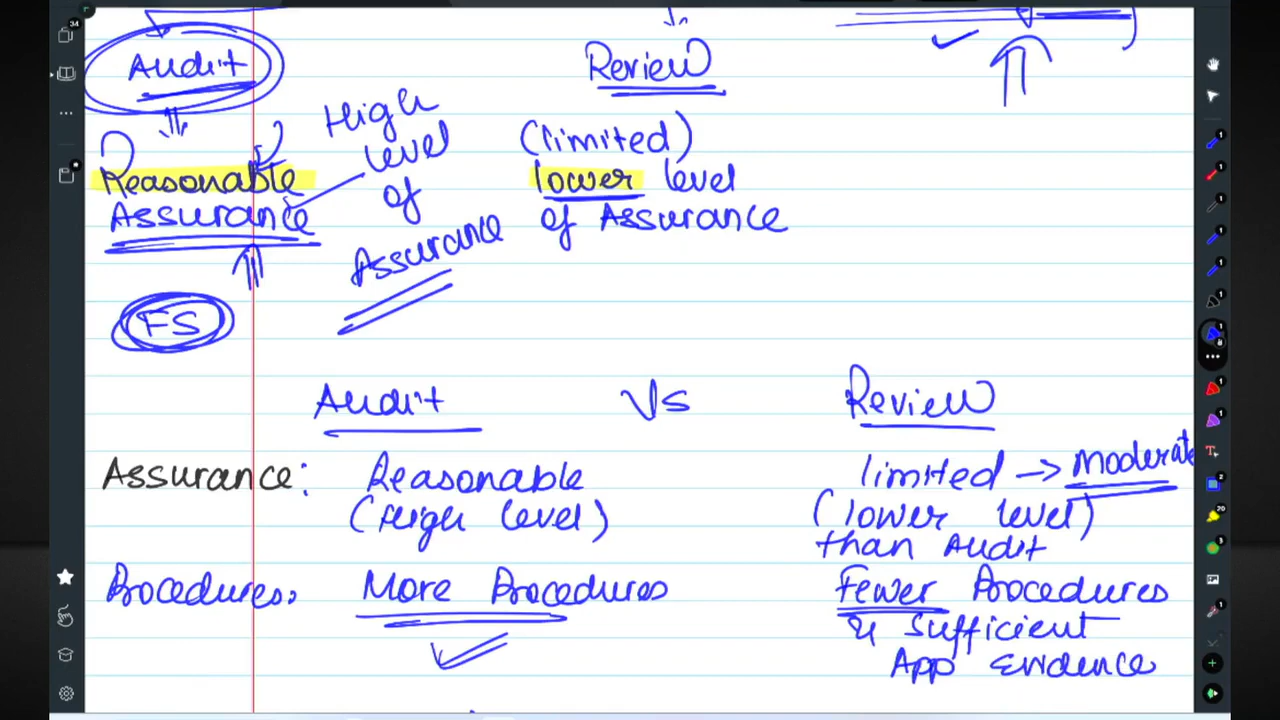 Audit
Review
High
level
of
Assurance
Reasonable
Assurance
(limited)
lower level
of Assurance
FS
Audit Vs Review
Assurance: Reasonable limited → Moderate
(High level) (lower level)
than Audit
Procedures: More Procedures Fewer Procedures
& Sufficient
App evidence